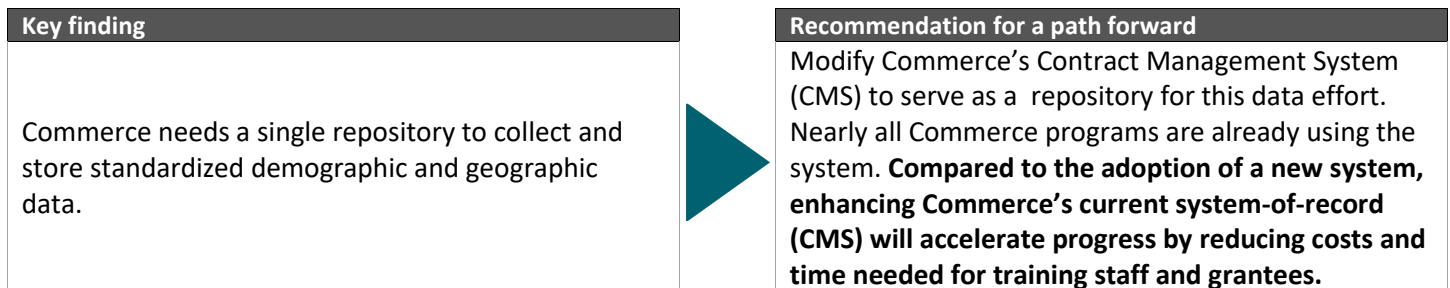 Key finding
Commerce needs a single repository to collect and
store standardized demographic and geographic
data.
Recommendation for a path forward
Modify Commerce’s Contract Management System
(CMS) to serve as a  repository for this data effort.
Nearly all Commerce programs are already using the
system. Compared to the adoption of a new system,
enhancing Commerce’s current system-of-record
(CMS) will accelerate progress by reducing costs and
time needed for training staff and grantees.